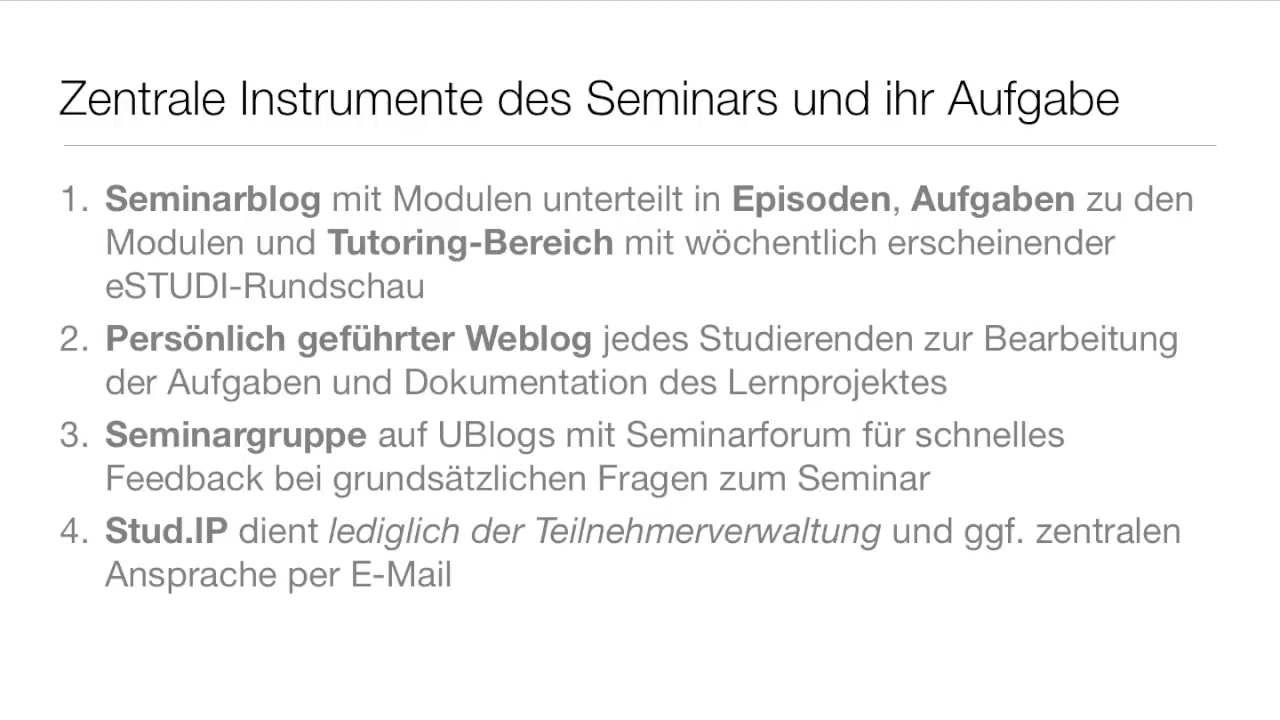 Zentrale Instrumente des Seminars und ihr Aufgabe
1. Seminarblog mit Modulen unterteilt in Episoden, Aufgaben zu den
Modulen und Tutoring-Bereich mit wöchentlich erscheinender
eSTUDI-Rundschau
2. Persönlich geführter Weblog jedes Studierenden zur Bearbeitung
der Aufgaben und Dokumentation des Lernprojektes
3. Seminargruppe auf UBlogs mit Seminarforum für schnelles
Feedback bei grundsätzlichen Fragen zum Seminar
4. Stud.IP dient lediglich der Teilnehmerverwaltung und ggf. zentralen
Ansprache per E-Mail